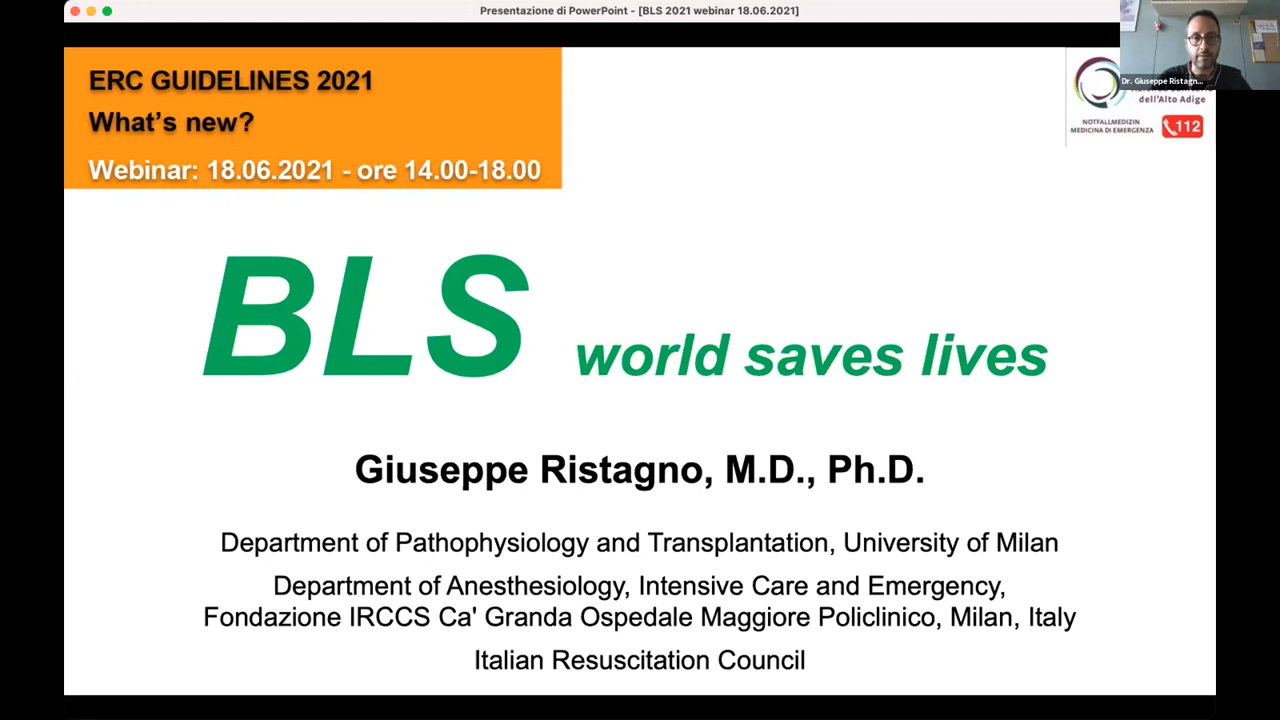 Presentazione di PowerPoint - [BLS 2021 webinar 18.06.2021]
ERC GUIDELINES 2021
What's new?
Webinar: 18.06.2021 - ore 14.00-18.00
Dr. Giuseppe Ristagn...
dell'Alto Adige
NOTFALLMEDIZIN
MEDICINA DI EMERGENZA
112
BLS world saves lives
Giuseppe Ristagno, M.D., Ph.D.
Department of Pathophysiology and Transplantation, University of Milan
Department of Anesthesiology, Intensive Care and Emergency,
Fondazione IRCCS Ca' Granda Ospedale Maggiore Policlinico, Milan, Italy
Italian Resuscitation Council